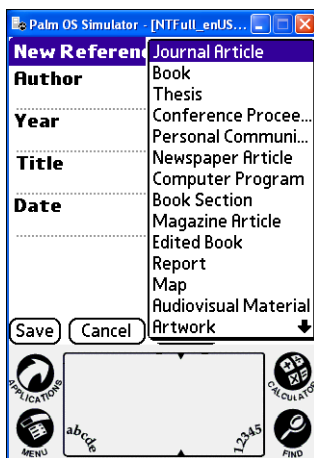 Palm OS Simulator - [NTFull_enUS...
New Referen
Author
Year
Title
Date
Journal Article
Book
Thesis
Conference Procee...
Personal Communi...
Newspaper Article
Computer Program
Book Section
Magazine Article
Edited Book
Report
Map
Audiovisual Material
Artwork
Save
Cancel
APPLICATIONS
CALCULATOR
MENU
abcde
12345
FIND